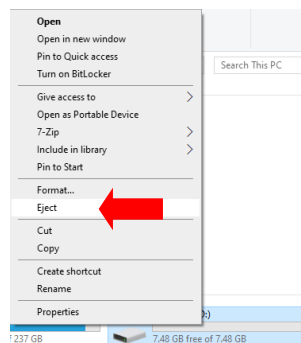 Open
Open in new window
Pin to Quick access
Turn on BitLocker
Search This PC
Give access to
Open as Portable Device
7-Zip
Include in library
Pin to Start
Format...
Eject
Cut
Copy
Create shortcut
Rename
Properties
:)
237 GB
7.48 GB free of 7.48 GB